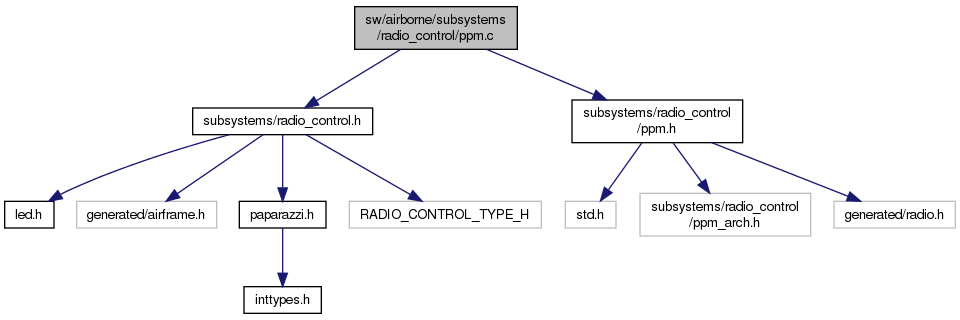 sw/airborne/subsystems
/radio_control/ppm.c
subsystems/radio_control.h
subsystems/radio_control
/ppm.h
led.h
generated/airframe.h
paparazzi.h
RADIO_CONTROL_TYPE_H
std.h
subsystems/radio_control
/ppm_arch.h
generated/radio.h
inttypes.h